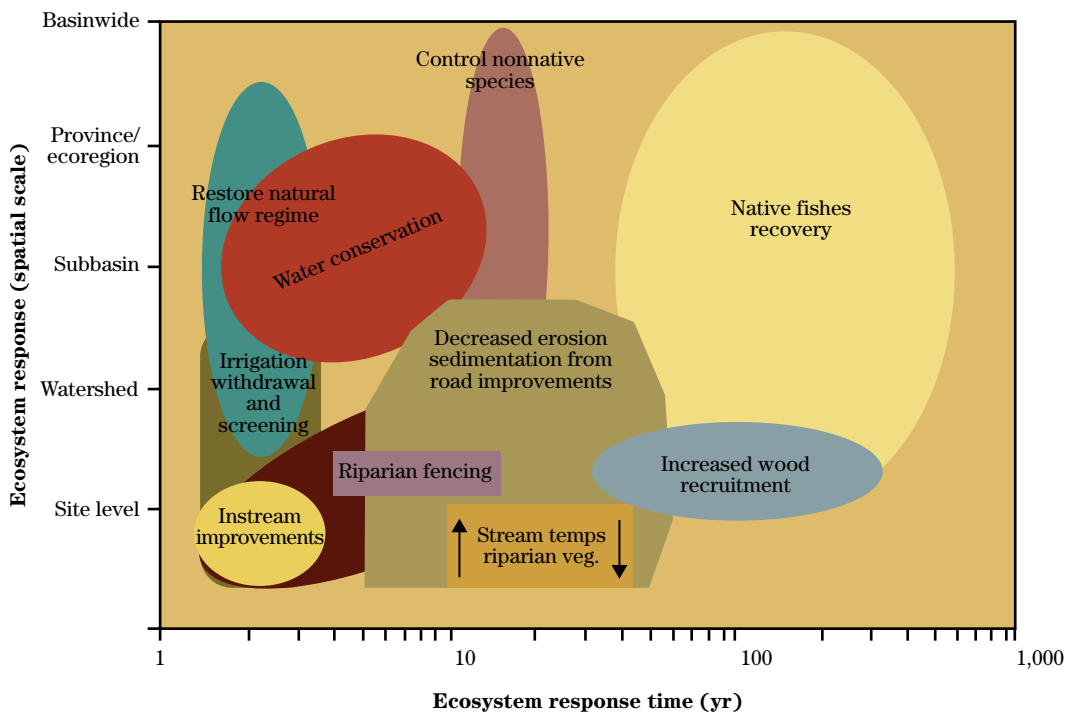 Basinwide
Province/
ecoregion
Subbasin
Watershed
Site level
Ecosystem response (spatial scale)
Control nonnative
species
Restore natural
flow regime
Water conservation
Native fishes
recovery
Irrigation
withdrawal
and
screening
Decreased erosion
sedimentation from
road improvements
Riparian fencing
Increased wood
recruitment
Instream
improvements
Stream temps
riparian veg.
1
10
100
1,000
Ecosystem response time (yr)